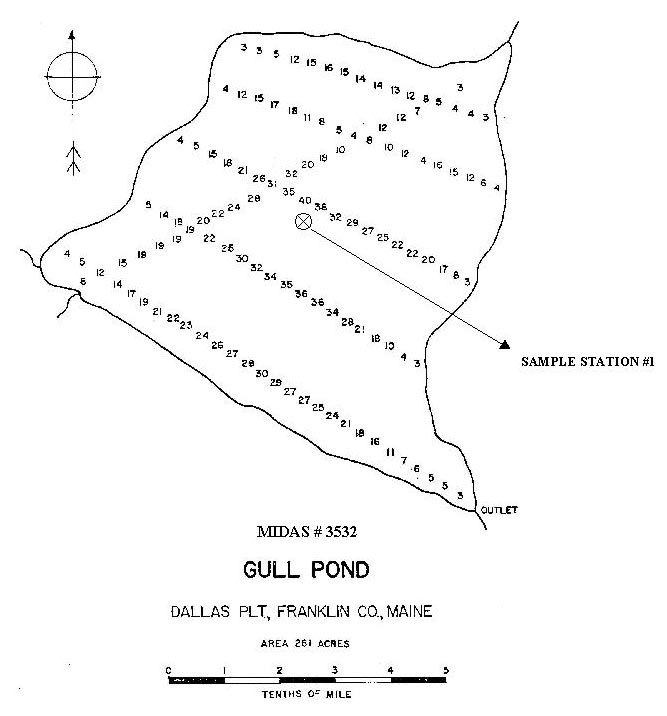 3 3 5 12 15 16 15 14 14 13 12 8 5 4 4 3
3
4 12 15 17 18 11 8 5 4 8 10 12 4 16 15 12 6 4
7
12
12
10
19
20
32
4 5 15 18 21 26 31 35 40 38 32 29 27 25 22 22 20 17 8 3
28
24
22
20
19
19
19
18
15
12
6
5 14 18 19 22 25 30 32 34 35 36 36 34 28 21 18 10 4 3
4 5 12 14 17 19 21 22 23 24 26 27 28 30 29 27 27 25 24 21 18 16 11 7 6 5 5 3
SAMPLE STATION #1
OUTLET
MIDAS # 3532
GULL POND
DALLAS PLT., FRANKLIN CO., MAINE
AREA 261 ACRES
0 1 2 3 4 5
TENTHS OF MILE